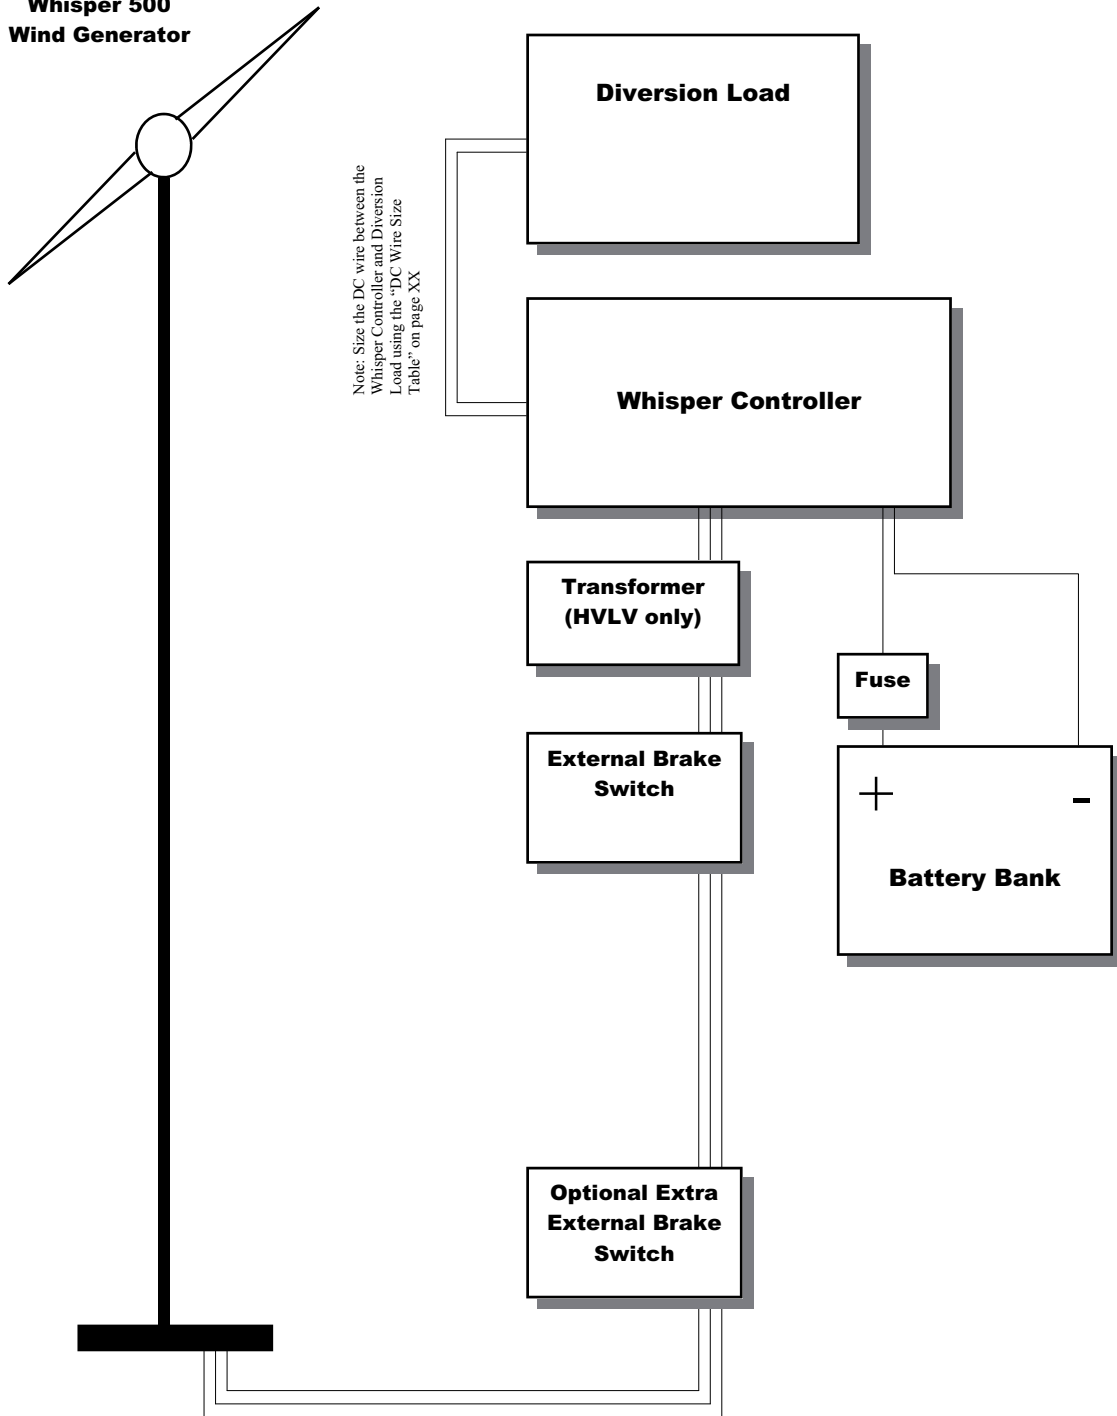 Whisper 500
Wind Generator
Diversion Load
Note: Size the DC wire between the
Whisper Controller and Diversion
Load using the “DC Wire Size
Table” on page XX
Whisper Controller
Transformer
(HVLV only)
Fuse
External Brake
Switch
+ -
Battery Bank
Optional Extra
External Brake
Switch